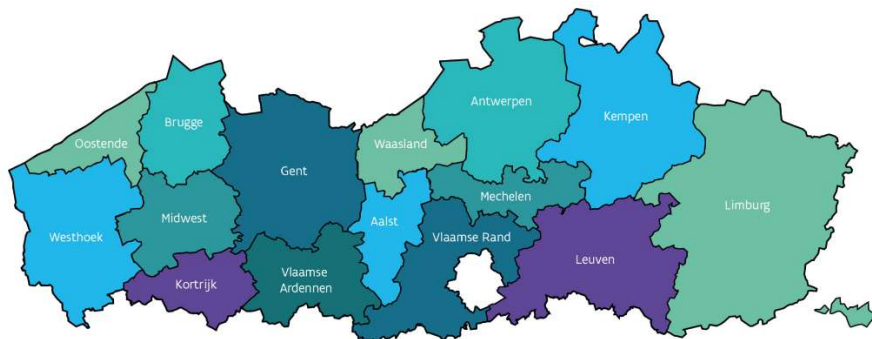 Antwerpen
Kempen
Brugge
Oostende
Waasland
Gent
Mechelen
Limburg
Midwest
Aalst
Westhoek
Vlaamse Rand
Leuven
Kortrijk
Vlaamse
Ardennen